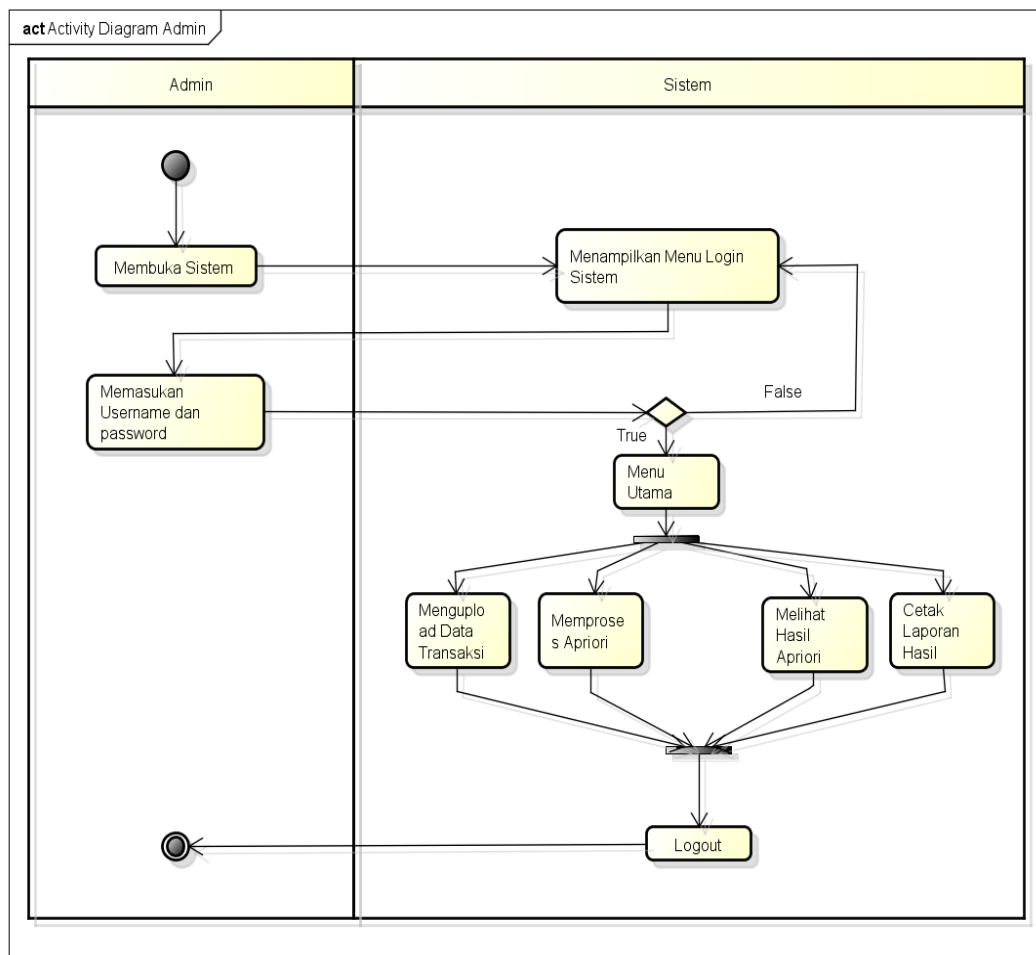 act Activity Diagram Admin
Admin
Sistem
Membuka Sistem
Menampilkan Menu Login
Sistem
Memasukan
Username dan
password
False
True
Menu
Utama
Menguplo
ad Data
Transaksi
Mempprose
s Apriori
Melihat
Hasil
Apriori
Cetak
Laporan
Hasil
Logout